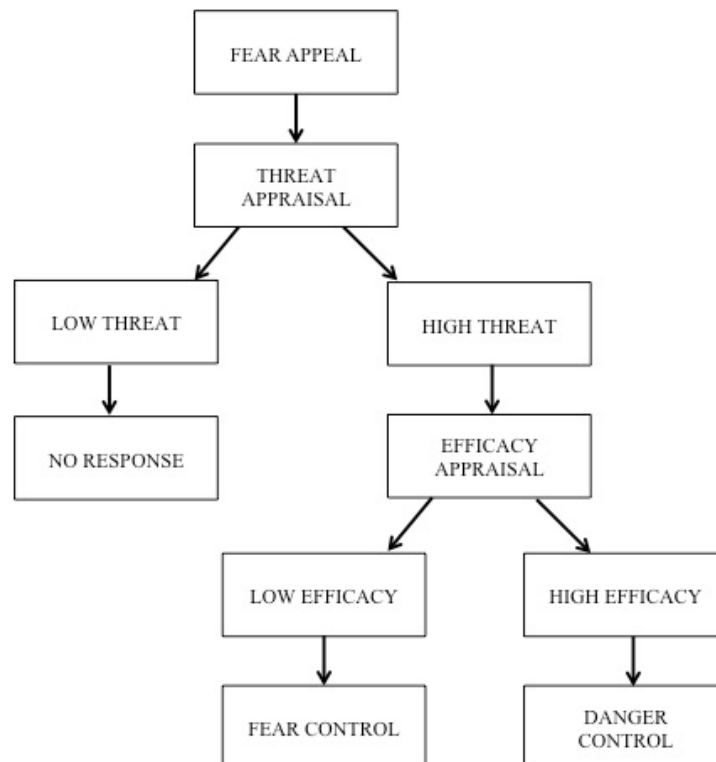 FEAR APPEAL
THREAT
APPRAISAL
LOW THREAT
HIGH THREAT
NO RESPONSE
EFFICACY
APPRAISAL
LOW EFFICACY
HIGH EFFICACY
FEAR CONTROL
DANGER
CONTROL